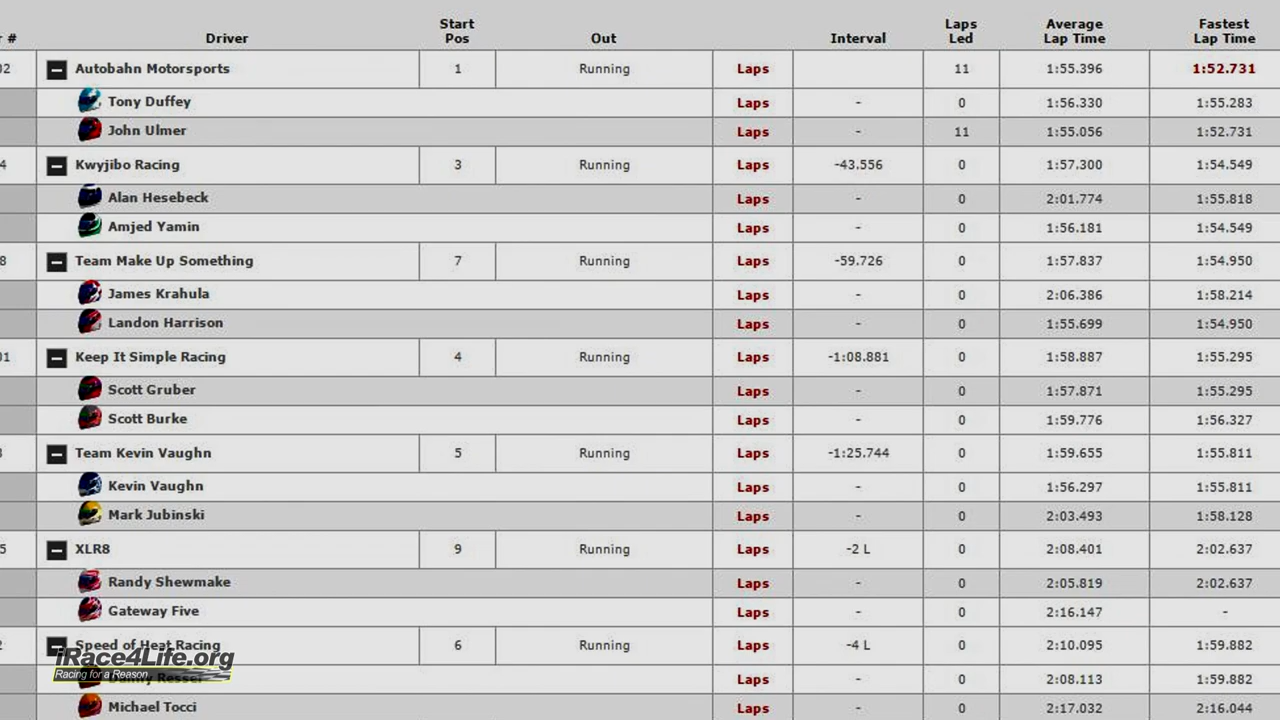 r # Driver Start Pos Out Interval Laps Led Average Lap Time Fastest Lap Time
02 Autobahn Motorsports 1 Running Laps 11 1:55.396 1:52.731
Tony Duffey Laps - 0 1:56.330 1:55.283
John Ulmer Laps - 11 1:55.056 1:52.731
4 Kwyjibo Racing 3 Running Laps -43.556 0 1:57.300 1:54.549
Alan Hesebeck Laps - 0 2:01.774 1:55.818
Amjed Yamin Laps - 0 1:56.181 1:54.549
8 Team Make Up Something 7 Running Laps -59.726 0 1:57.837 1:54.950
James Krahula Laps - 0 2:06.386 1:58.214
Landon Harrison Laps - 0 1:55.699 1:54.950
01 Keep It Simple Racing 4 Running Laps -1:08.881 0 1:58.887 1:55.295
Scott Gruber Laps - 0 1:57.871 1:55.295
Scott Burke Laps - 0 1:59.776 1:56.327
3 Team Kevin Vaughn 5 Running Laps -1:25.744 0 1:59.655 1:55.811
Kevin Vaughn Laps - 0 1:56.297 1:55.811
Mark Jubinski Laps - 0 2:03.493 1:58.128
5 XLR8 9 Running Laps -2 L 0 2:08.401 2:02.637
Randy Shewmake Laps - 0 2:05.819 2:02.637
Gateway Five Laps - 0 2:16.147 -
2 Speed of Heat Racing 6 Running Laps -4 L 0 2:10.095 1:59.882
iRace4Life.org
Racing for a Reason
Laps - 0 2:08.113 1:59.882
Michael Tocci Laps - 0 2:17.032 2:16.044